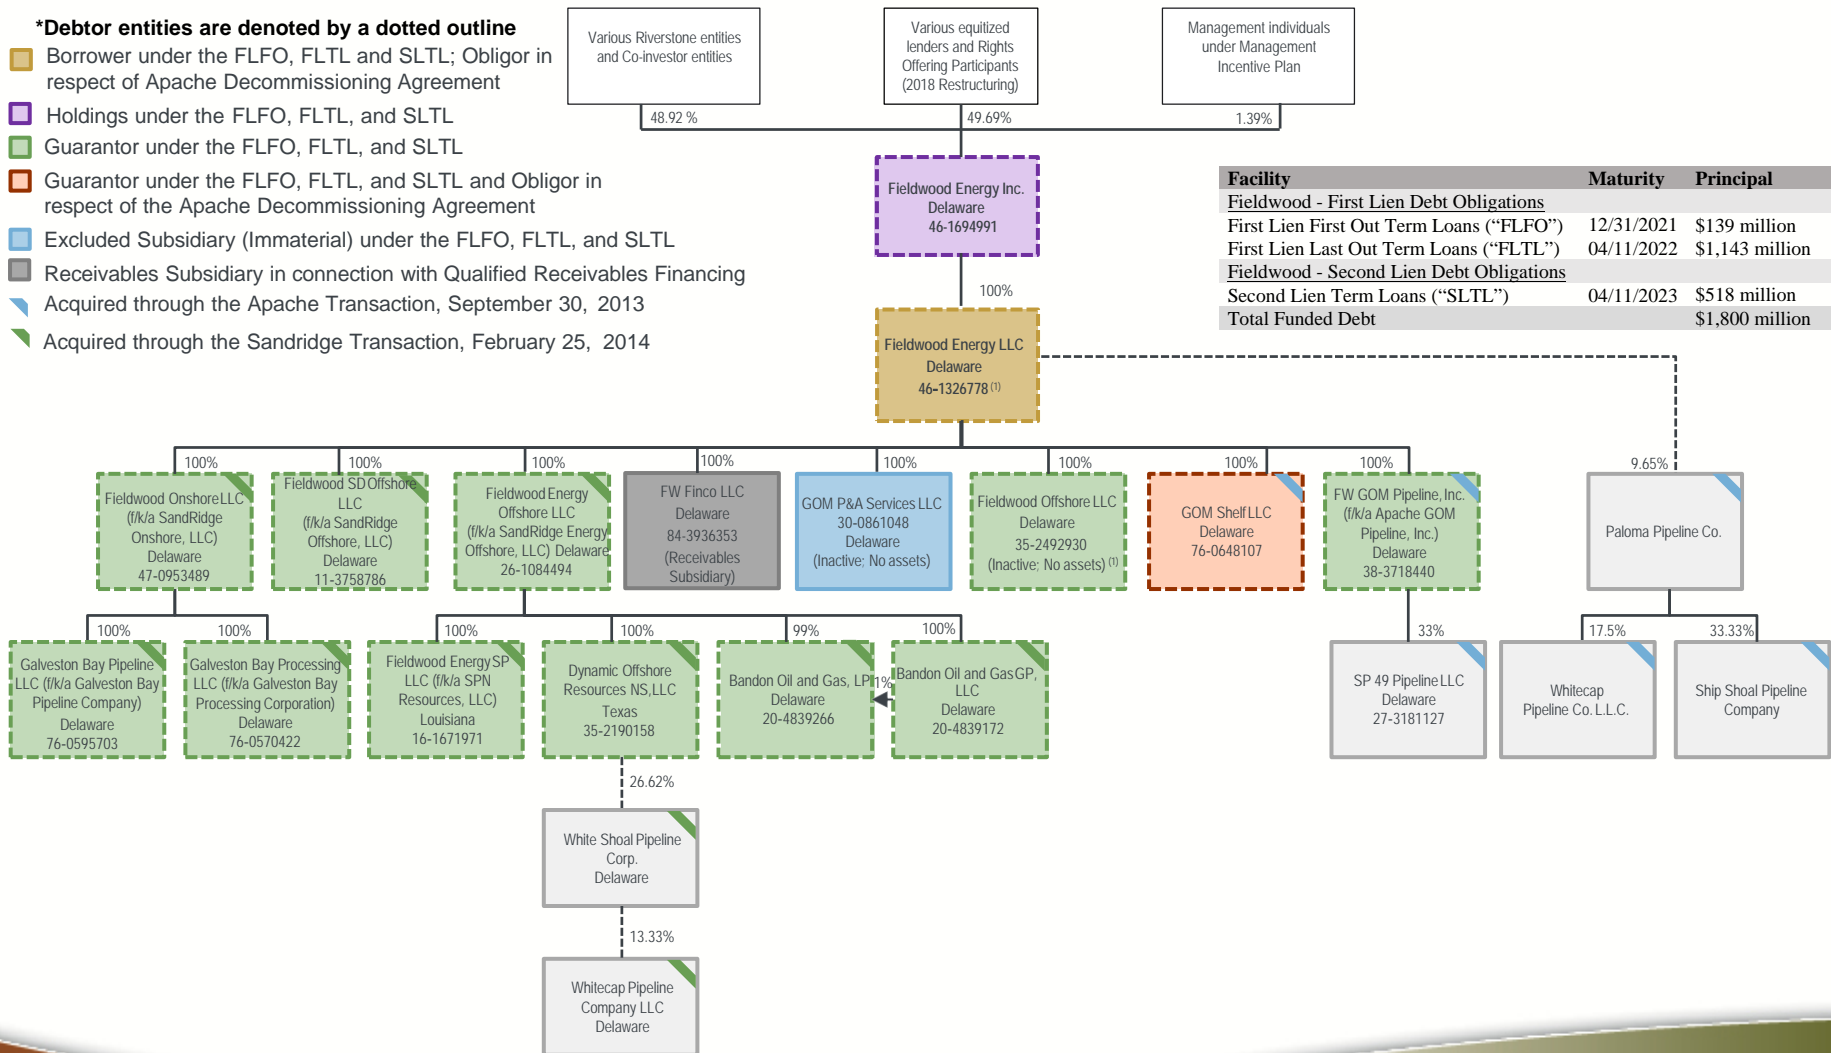 *Debtor entities are denoted by a dotted outline
Borrower under the FLFO, FLTL and SLTL; Obligor in
respect of Apache Decommissioning Agreement
Holdings under the FLFO, FLTL, and SLTL
Guarantor under the FLFO, FLTL, and SLTL
Guarantor under the FLFO, FLTL, and SLTL and Obligor in
respect of the Apache Decommissioning Agreement
Excluded Subsidiary (Immaterial) under the FLFO, FLTL, and SLTL
Receivables Subsidiary in connection with Qualified Receivables Financing
Acquired through the Apache Transaction, September 30, 2013
Acquired through the Sandridge Transaction, February 25, 2014
Various Riverstone entities
and Co-investor entities
Various equitized
lenders and Rights
Offering Participants
(2018 Restructuring)
Management individuals
under Management
Incentive Plan
48.92 %
49.69%
1.39%
Fieldwood Energy Inc.
Delaware
46-1694991
Facility Maturity Principal
Fieldwood - First Lien Debt Obligations
First Lien First Out Term Loans (“FLFO”) 12/31/2021 $139 million
First Lien Last Out Term Loans (“FLTL”) 04/11/2022 $1,143 million
Fieldwood - Second Lien Debt Obligations
Second Lien Term Loans (“SLTL”) 04/11/2023 $518 million
Total Funded Debt $1,800 million
100%
Fieldwood Energy LLC
Delaware
46-1326778 (1)
100%
Fieldwood Onshore LLC
(f/k/a SandRidge
Onshore, LLC)
Delaware
47-0953489
100%
Fieldwood SD Offshore
LLC
(f/k/a SandRidge
Offshore, LLC)
Delaware
11-3758786
100%
Fieldwood Energy
Offshore LLC
(f/k/a SandRidge Energy
Offshore, LLC) Delaware
26-1084494
100%
FW Finco LLC
Delaware
84-3936353
(Receivables
Subsidiary)
100%
GOM P&A Services LLC
30-0861048
Delaware
(Inactive; No assets)
100%
Fieldwood Offshore LLC
Delaware
35-2492930
(Inactive; No assets) (1)
100%
GOM Shelf LLC
Delaware
76-0648107
100%
FW GOM Pipeline, Inc.
(f/k/a Apache GOM
Pipeline, Inc.)
Delaware
38-3718440
9.65%
Paloma Pipeline Co.
100%
Galveston Bay Pipeline
LLC (f/k/a Galveston Bay
Pipeline Company)
Delaware
76-0595703
100%
Galveston Bay Processing
LLC (f/k/a Galveston Bay
Processing Corporation)
Delaware
76-0570422
100%
Fieldwood Energy SP
LLC (f/k/a SPN
Resources, LLC)
Louisiana
16-1671971
100%
Dynamic Offshore
Resources NS, LLC
Texas
35-2190158
99%
Bandon Oil and Gas, LP
Delaware
20-4839266
1%
100%
Bandon Oil and Gas GP,
LLC
Delaware
20-4839172
33%
SP 49 Pipeline LLC
Delaware
27-3181127
17.5%
Whitecap
Pipeline Co. L.L.C.
33.33%
Ship Shoal Pipeline
Company
26.62%
White Shoal Pipeline
Corp.
Delaware
13.33%
Whitecap Pipeline
Company LLC
Delaware